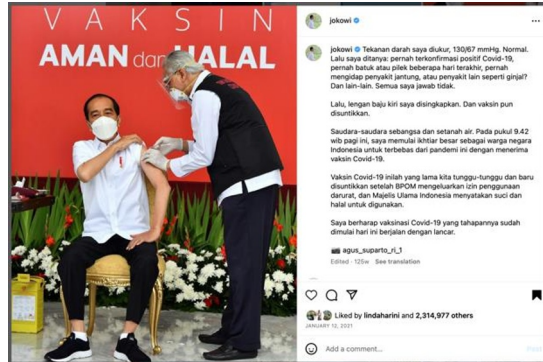 VAKSIN
AMAN dan HALAL
jokowi
jokowi Tekanan darah saya diukur, 130/67 mmHg. Normal.
Lalu saya ditanya: pernah terkonfirmasi positif Covid-19,
pernah batuk atau pilek beberapa hari terakhir, pernah
mengidap penyakit jantung, atau penyakit lain seperti ginjal?
Dan lain-lain. Semua saya jawab tidak.
Lalu, lengan baju kiri saya disingkapkan. Dan vaksin pun
disuntikkan.
Saudara-saudara sebangsa dan setanah air. Pada pukul 9.42
wib pagi ini, saya memulai ikhtiar besar sebagai warga negara
Indonesia untuk terbebas dari pandemi ini dengan menerima
vaksin Covid-19.
Vaksin Covid-19 inilah yang lama kita tunggu-tunggu dan baru
disuntikkan setelah BPOM mengeluarkan izin penggunaan
darurat, dan Majelis Ulama Indonesia menyatakan suci dan
halal untuk digunakan.
Saya berharap vaksinasi Covid-19 yang tahapannya sudah
dimulai hari ini berjalan dengan lancar.
agus_suparto_ri_1
Edited · 125w See translation
Liked by lindaharini and 2,314,977 others
JANUARY 12, 2021
Add a comment...
Post